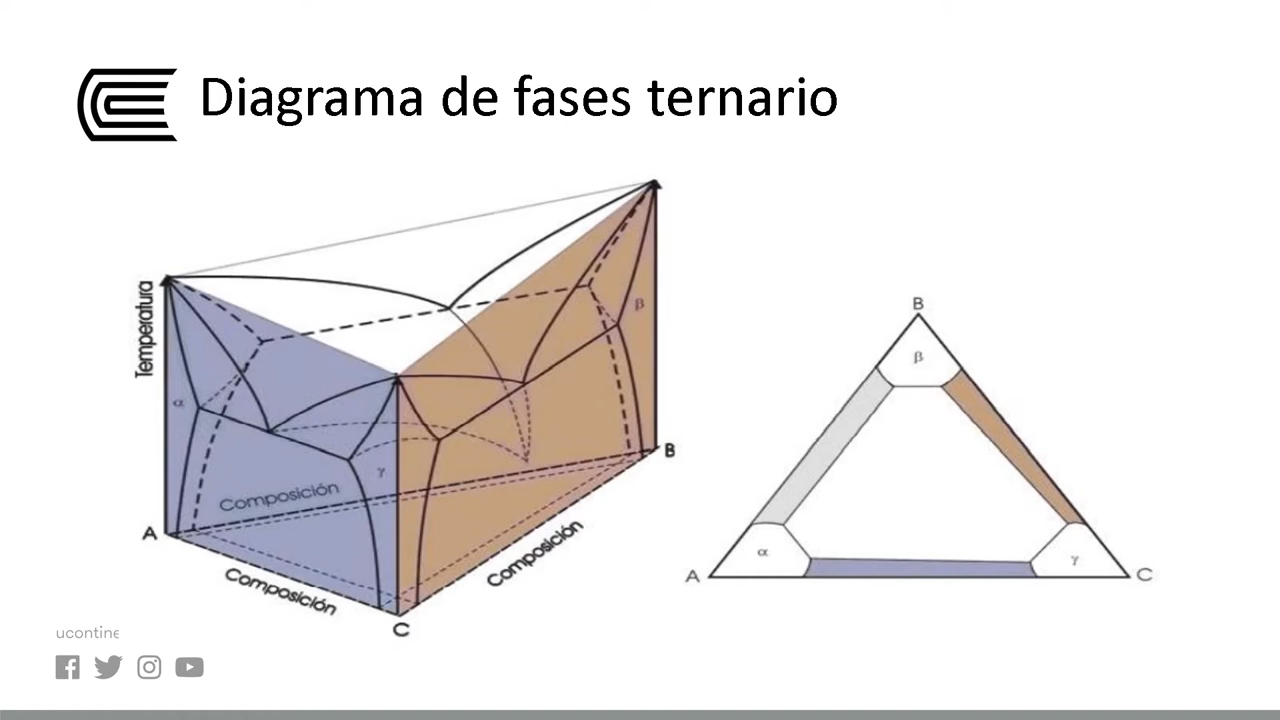 Diagrama de fases ternario
Temperatura
α
β
γ
Composición
A
B
Composición
Composición
C
B
β
α
γ
A
C
ucontine